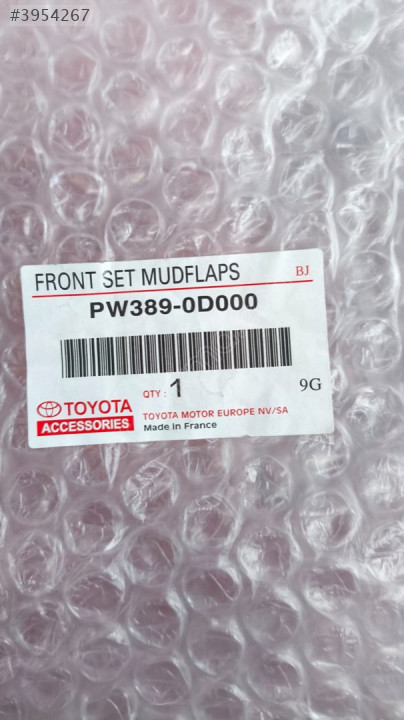 #3954267
FRONT SET MUDFLAPS BJ
PW389-0D000
QTY : 1 9G
TOYOTA
ACCESSORIES
TOYOTA MOTOR EUROPE NV/SA
Made in France